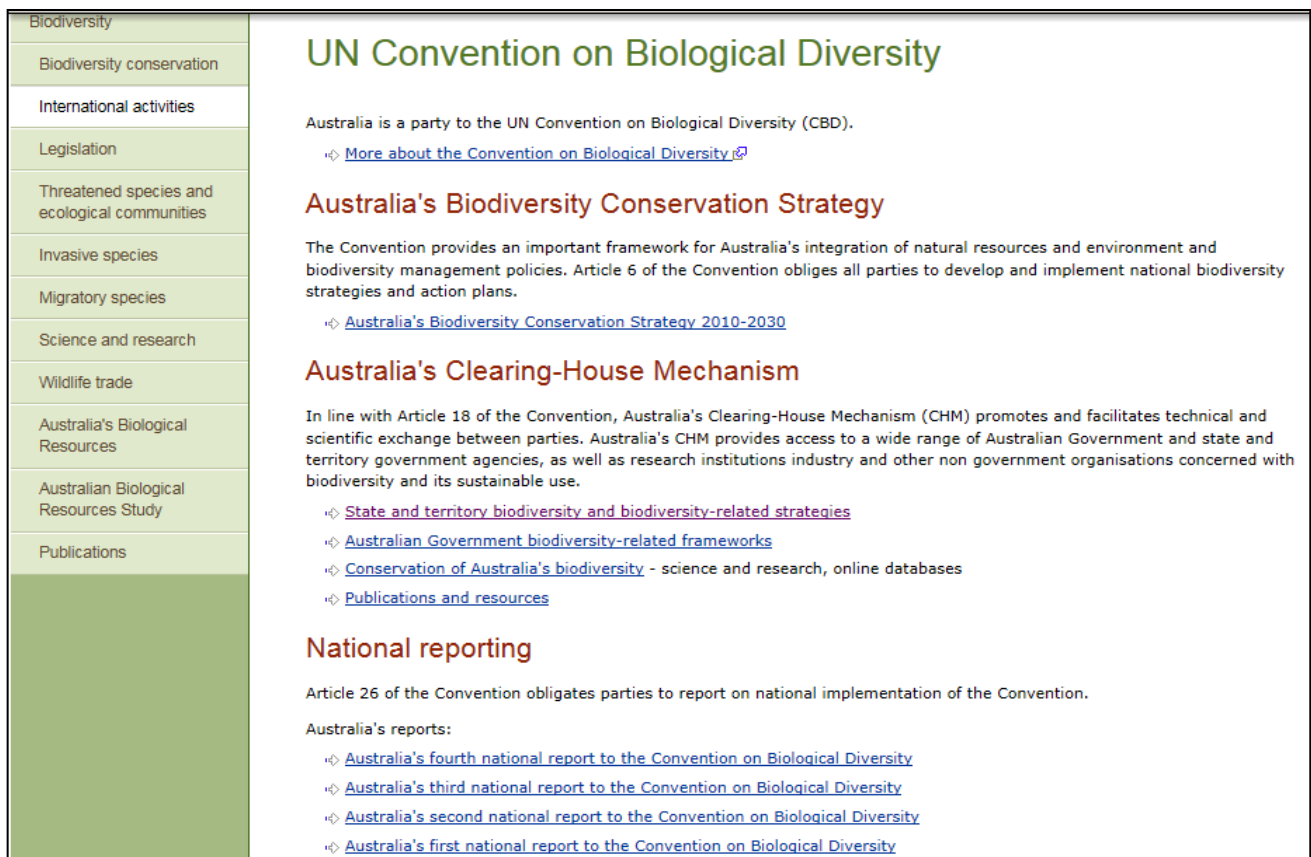 Biodiversity
Biodiversity conservation
International activities
Legislation
Threatened species and
ecological communities
Invasive species
Migratory species
Science and research
Wildlife trade
Australia's Biological
Resources
Australian Biological
Resources Study
Publications
UN Convention on Biological Diversity
Australia is a party to the UN Convention on Biological Diversity (CBD).
More about the Convention on Biological Diversity
Australia's Biodiversity Conservation Strategy
The Convention provides an important framework for Australia's integration of natural resources and environment and
biodiversity management policies. Article 6 of the Convention obliges all parties to develop and implement national biodiversity
strategies and action plans.
Australia's Biodiversity Conservation Strategy 2010-2030
Australia's Clearing-House Mechanism
In line with Article 18 of the Convention, Australia's Clearing-House Mechanism (CHM) promotes and facilitates technical and
scientific exchange between parties. Australia's CHM provides access to a wide range of Australian Government and state and
territory government agencies, as well as research institutions industry and other non government organisations concerned with
biodiversity and its sustainable use.
State and territory biodiversity and biodiversity-related strategies
Australian Government biodiversity-related frameworks
Conservation of Australia's biodiversity - science and research, online databases
Publications and resources
National reporting
Article 26 of the Convention obligates parties to report on national implementation of the Convention.
Australia's reports:
Australia's fourth national report to the Convention on Biological Diversity
Australia's third national report to the Convention on Biological Diversity
Australia's second national report to the Convention on Biological Diversity
Australia's first national report to the Convention on Biological Diversity